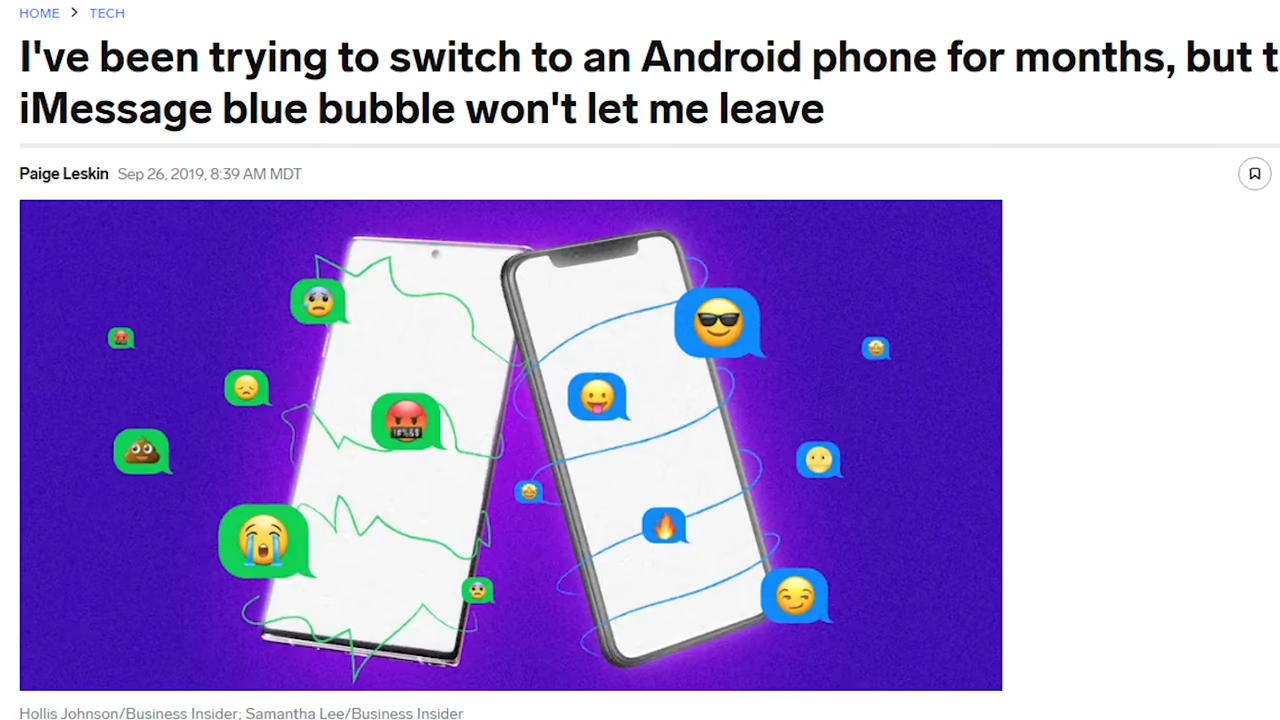 HOME > TECH
I've been trying to switch to an Android phone for months, but t
iMessage blue bubble won't let me leave
Paige Leskin Sep 26, 2019, 8:39 AM MDT
#!%&
Hollis Johnson/Business Insider; Samantha Lee/Business Insider